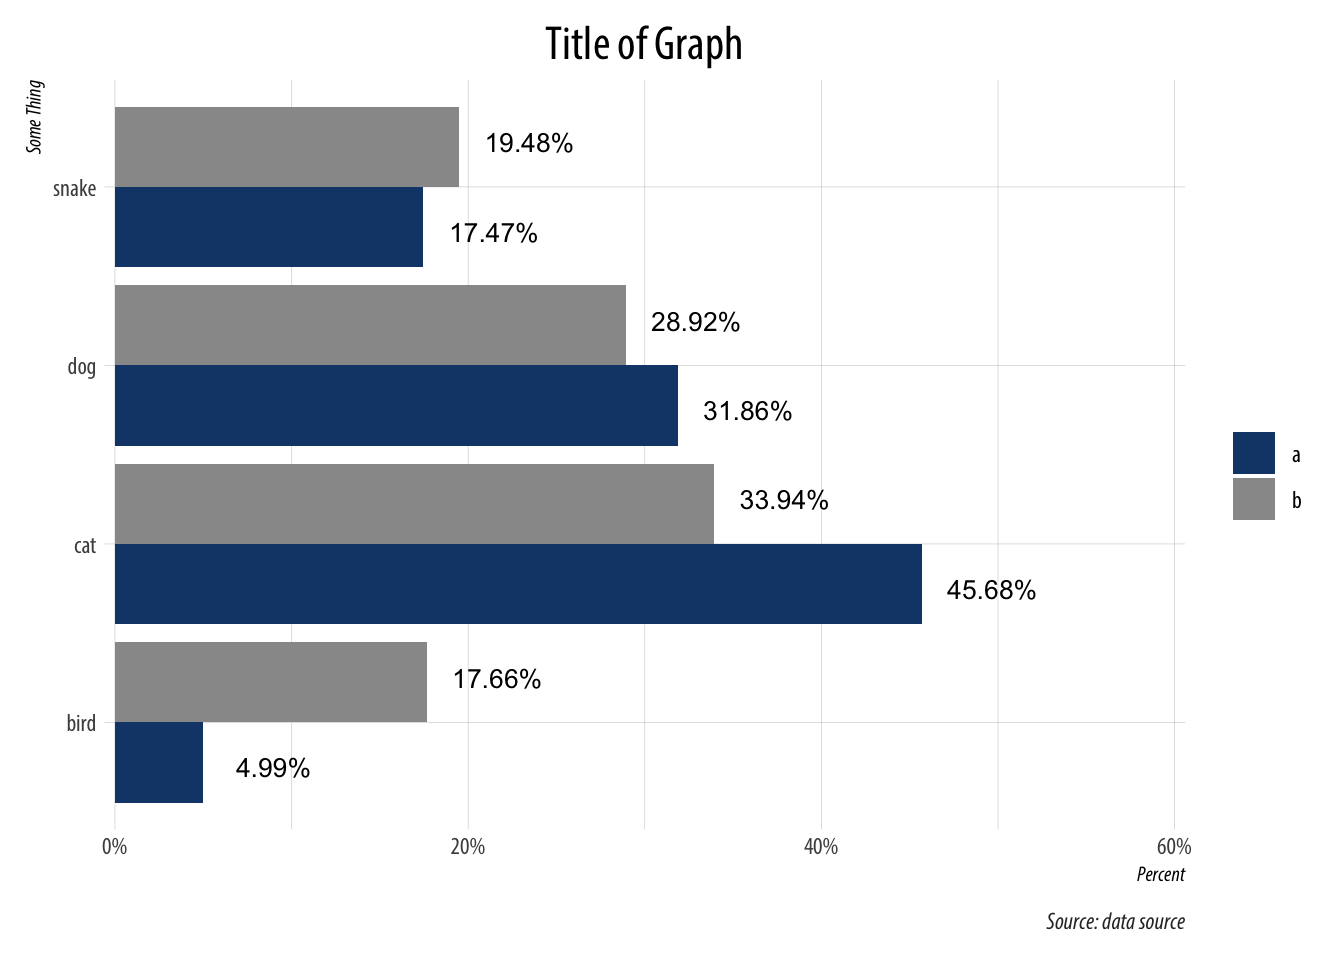 Title of Graph
Some Thing
snake
19.48%
17.47%
dog
28.92%
31.86%
cat
33.94%
45.68%
bird
17.66%
4.99%
a
b
0%
20%
40%
60%
Percent
Source: data source